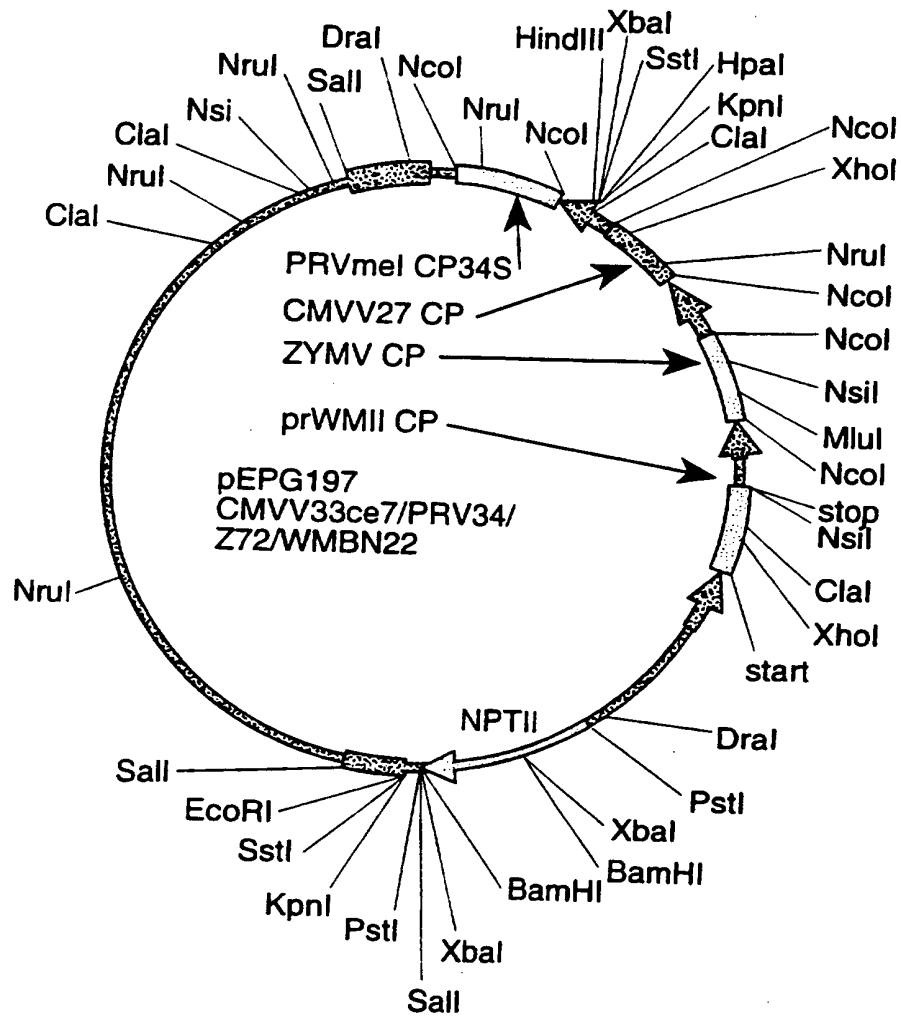 XbaI
HindIII
DraI
SstI
NcoI
NruI
HpaI
SalI
NruI
KpnI
Nsi
NcoI
ClaI
NcoI
ClaI
XhoI
NruI
ClaI
NruI
PRVmeI CP34S
NcoI
CMVV27 CP
NcoI
ZYMV CP
NsiI
prWMII CP
MluI
NcoI
pEPG197
stop
CMVV33ce7/PRV34/
NsiI
Z72/WMBN22
NruI
ClaI
XhoI
start
NPTII
DraI
SalI
PstI
EcoRI
XbaI
SstI
BamHI
BamHI
KpnI
PstI
XbaI
SalI